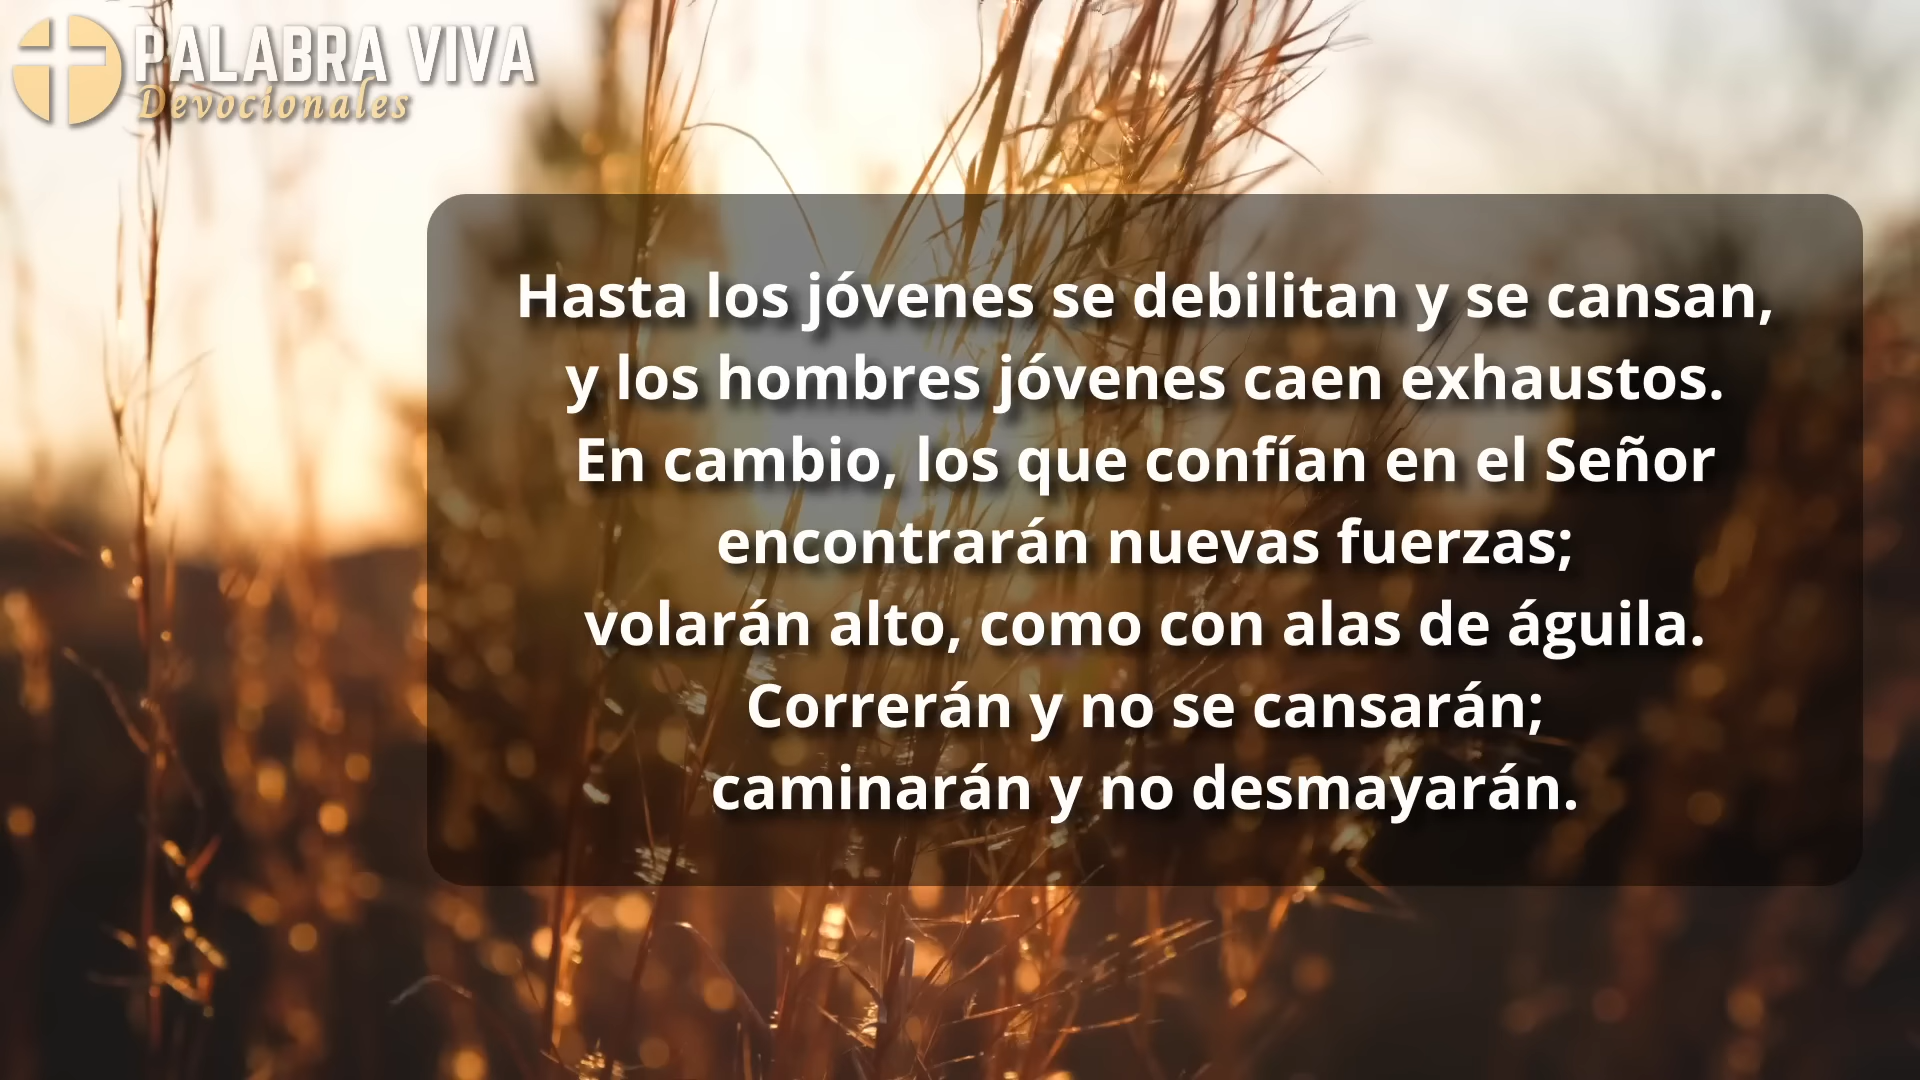 PALABRA VIVA
Devocionales
Hasta los jóvenes se debilitan y se cansan,
y los hombres jóvenes caen exhaustos.
En cambio, los que confían en el Señor
encontrarán nuevas fuerzas;
volarán alto, como con alas de águila.
Correrán y no se cansarán;
caminarán y no desmayarán.